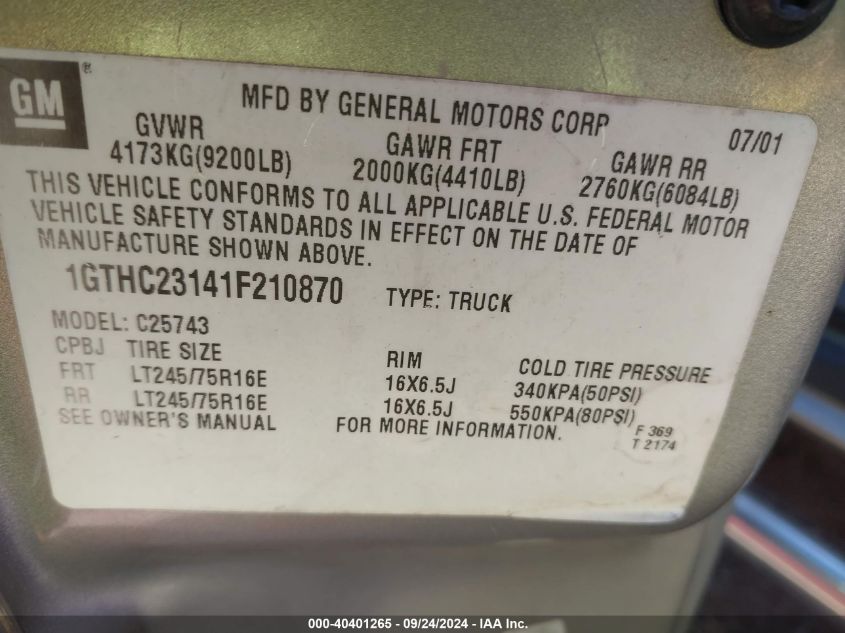 GM®
MFD BY GENERAL MOTORS CORP
07/01
GVWR
4173KG(9200LB)
GAWR FRT
2000KG(4410LB)
GAWR RR
2760KG(6084LB)
THIS VEHICLE CONFORMS TO ALL APPLICABLE U.S. FEDERAL MOTOR
VEHICLE SAFETY STANDARDS IN EFFECT ON THE DATE OF
MANUFACTURE SHOWN ABOVE.
1GTHC23141F210870 TYPE: TRUCK
MODEL: C25743
CPBJ TIRE SIZE RIM COLD TIRE PRESSURE
FRT LT245/75R16E 16X6.5J 340KPA(50PSI)
RR LT245/75R16E 16X6.5J 550KPA(80PSI)
SEE OWNER'S MANUAL FOR MORE INFORMATION.
F 369
T 2174
000-40401265 - 09/24/2024 - IAA Inc.